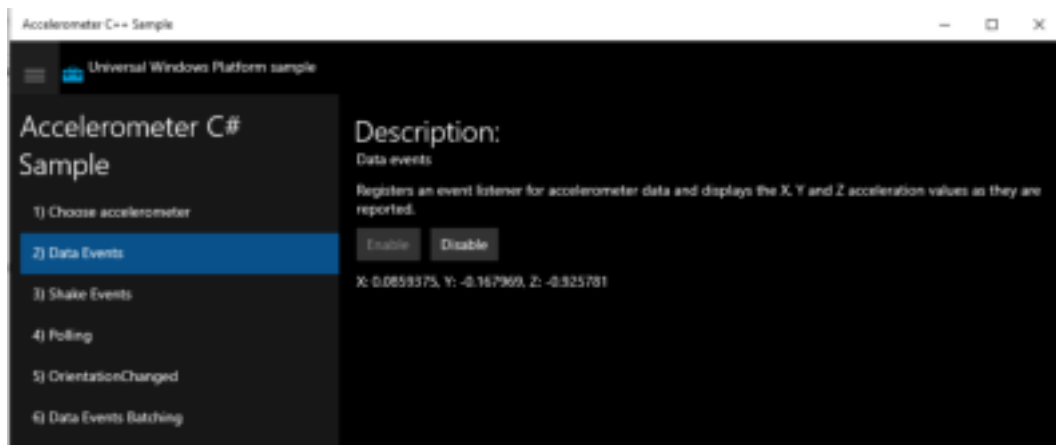 Accelerometer C++ Sample
Universal Windows Platform sample
Accelerometer C#
Sample
1) Choose accelerometer
2) Data Events
3) Shake Events
4) Polling
5) OrientationChanged
6) Data Events Batching
Description:
Data events
Registers an event listener for accelerometer data and displays the X, Y and Z acceleration values as they are
reported.
Enable Disable
X: 0.0859375, Y: -0.167969, Z: -0.925781